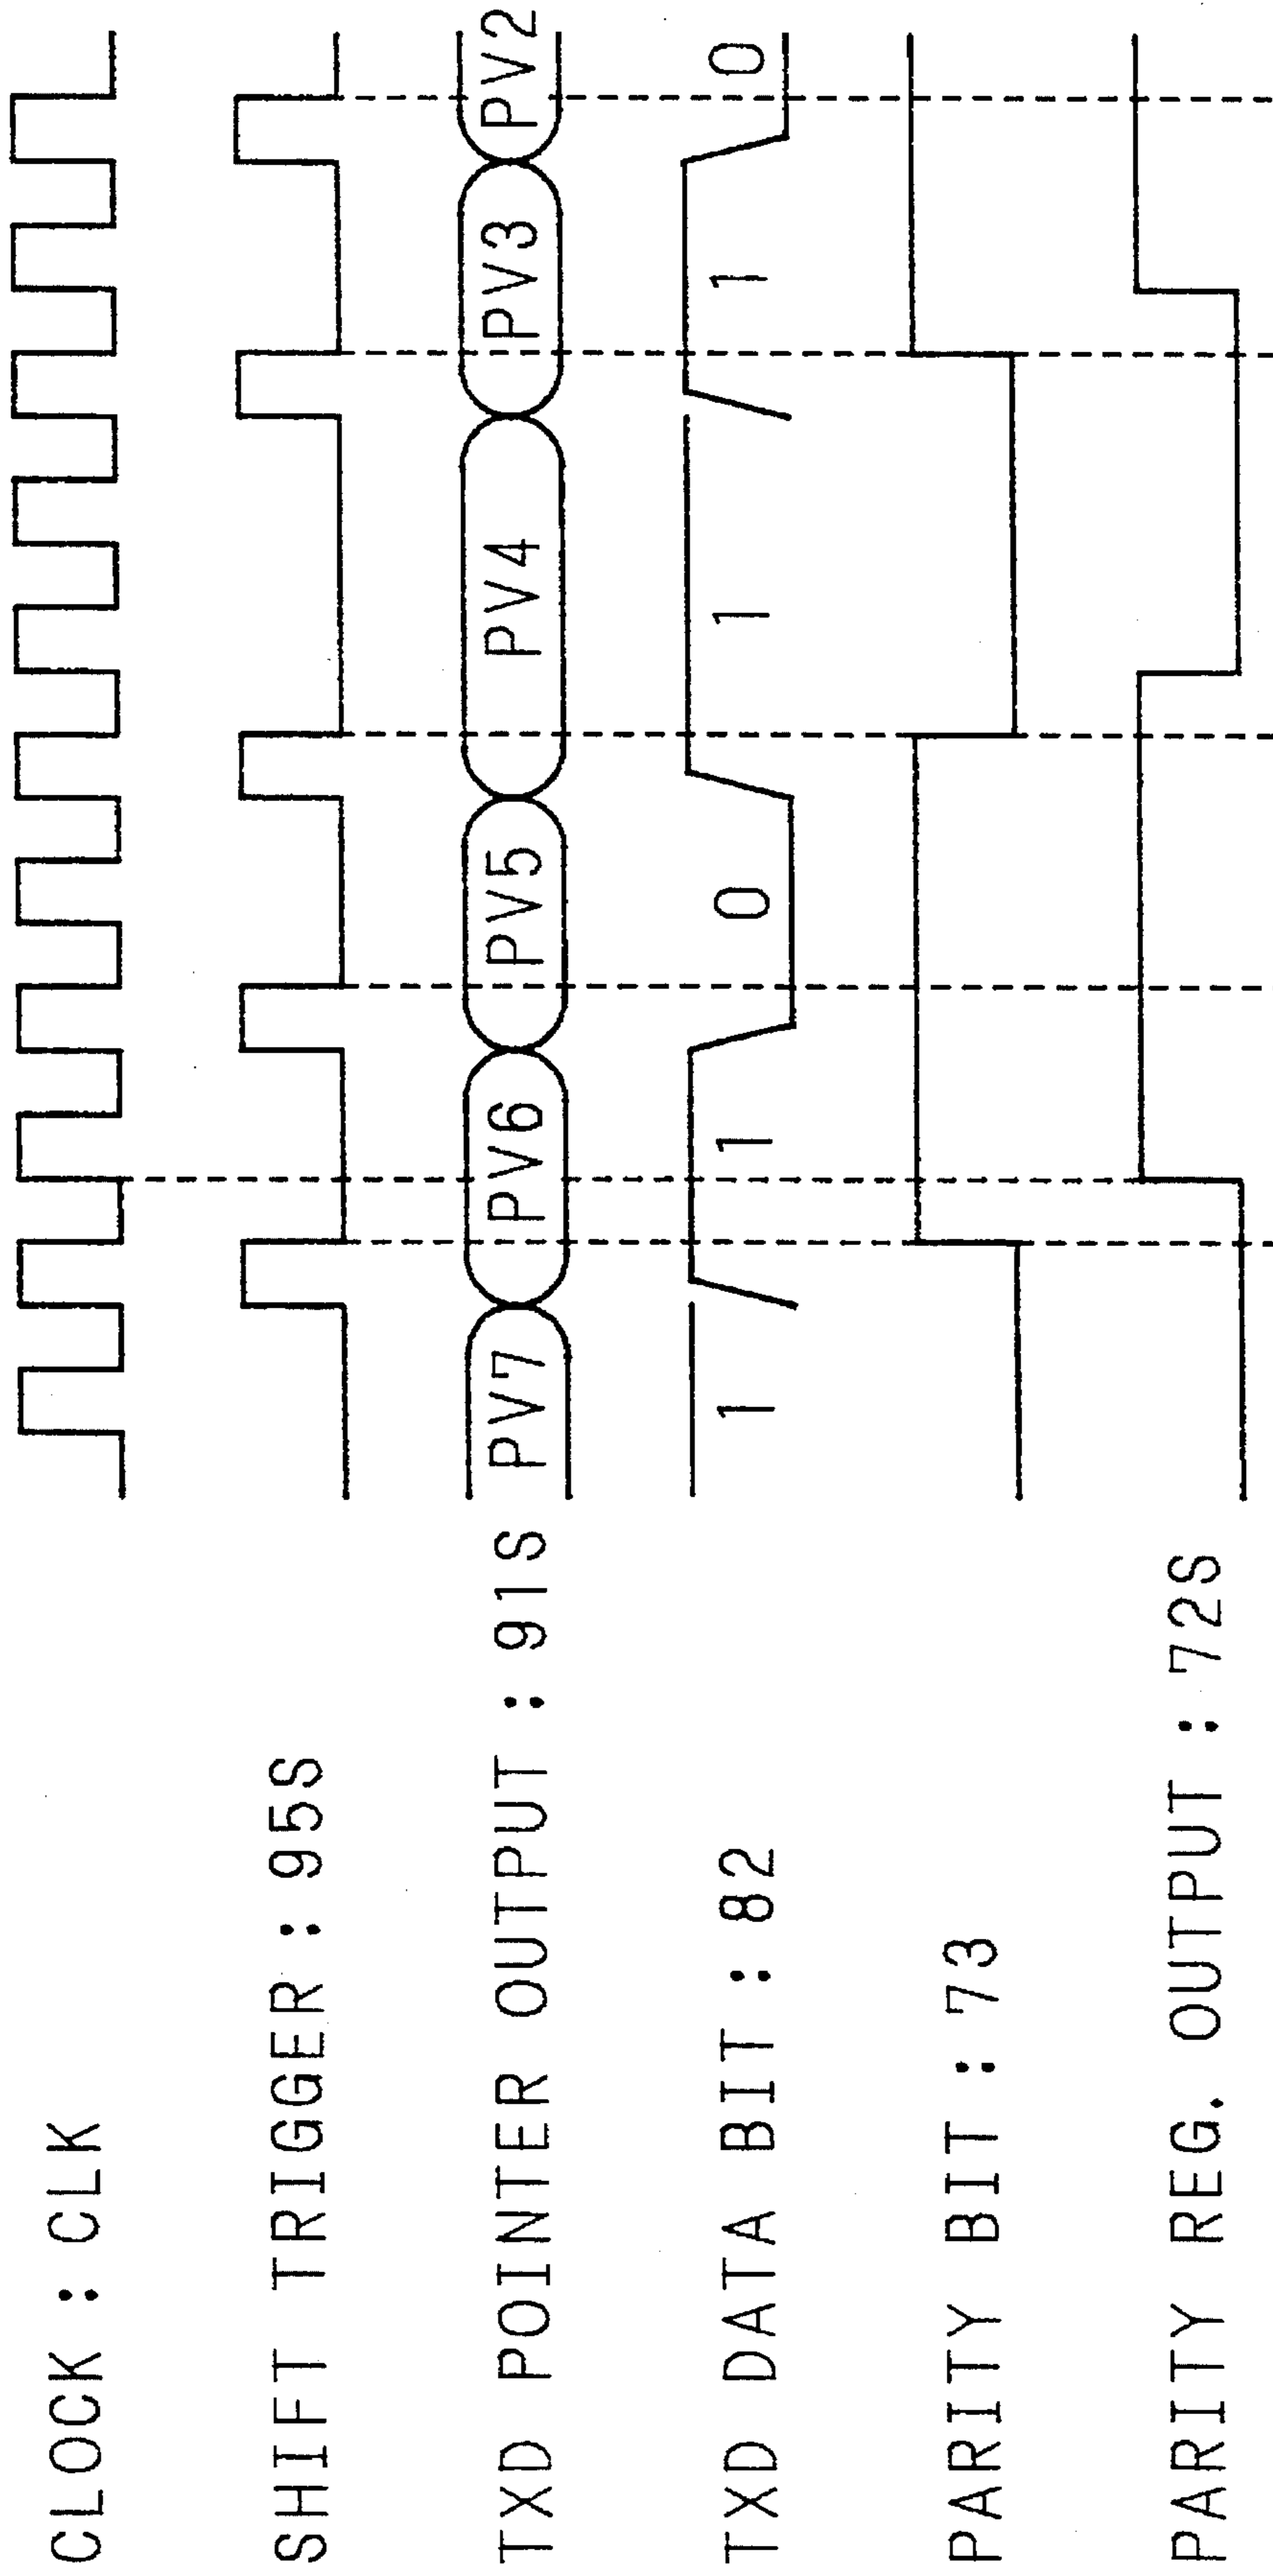 CLOCK : CLK
SHIFT TRIGGER : 95S
TXD POINTER OUTPUT : 91S PV7 PV6 PV5 PV4 PV3 PV2
TXD DATA BIT : 82 1 1 0 1 1 0
PARITY BIT : 73
PARITY REG. OUTPUT : 72S